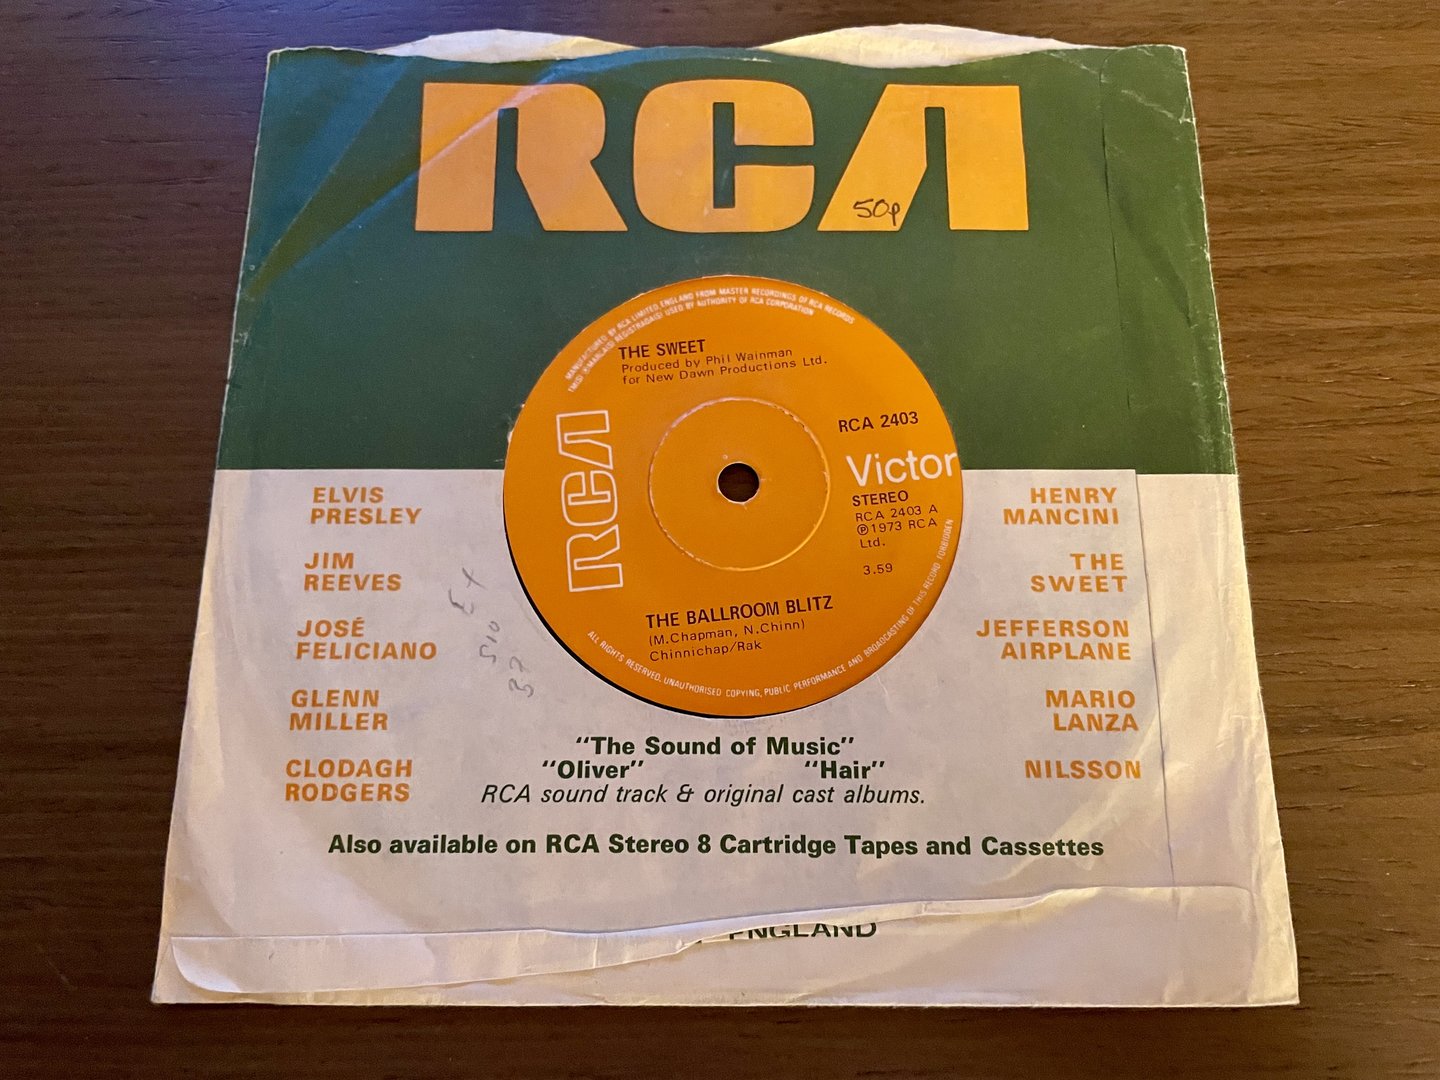 RCA
50p
MANUFACTURED BY RCA LIMITED, ENGLAND FROM MASTER RECORDINGS OF RCA RECORDS
TM(S) ® MARCA(S) REGISTRADA(S) USED BY AUTHORITY OF RCA CORPORATION
THE SWEET
Produced by Phil Wainman
for New Dawn Productions Ltd.
RCA
RCA 2403
Victor
STEREO
RCA 2403 A
℗1973 RCA
Ltd.
3.59
THE BALLROOM BLITZ
(M.Chapman, N.Chinn)
Chinnichap/Rak
ALL RIGHTS RESERVED. UNAUTHORISED COPYING, PUBLIC PERFORMANCE AND BROADCASTING OF THIS RECORD FORBIDDEN
ELVIS
PRESLEY
JIM
REEVES
JOSÉ
FELICIANO
GLENN
MILLER
CLODAGH
RODGERS
HENRY
MANCINI
THE
SWEET
JEFFERSON
AIRPLANE
MARIO
LANZA
NILSSON
"The Sound of Music"
"Oliver" "Hair"
RCA sound track & original cast albums.
Also available on RCA Stereo 8 Cartridge Tapes and Cassettes
ENGLAND